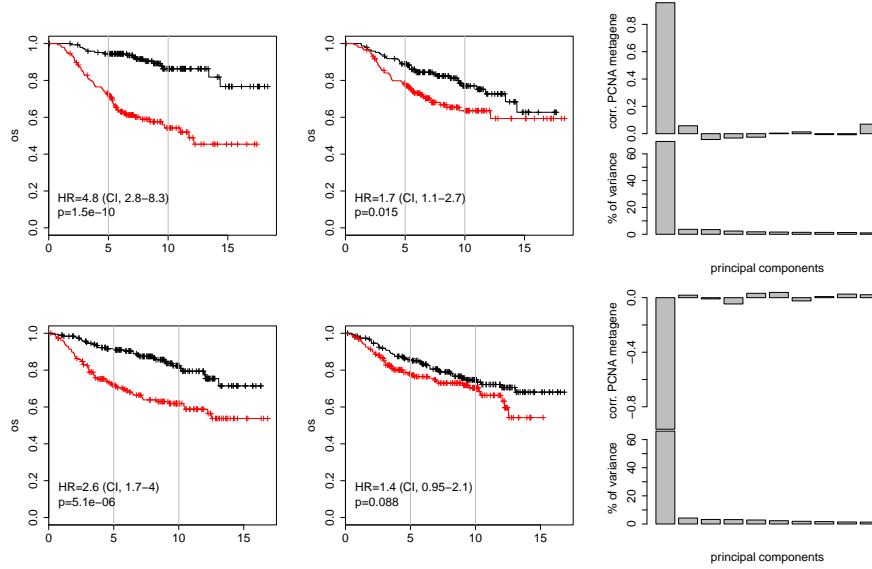 os
0.0 0.2 0.4 0.6 0.8 1.0
HR=4.8 (CI, 2.8−8.3)
p=1.5e−10
0 5 10 15
0.0 0.2 0.4 0.6 0.8 1.0
HR=1.7 (CI, 1.1−2.7)
p=0.015
0 5 10 15
corr. PCNA metagene
0.0 0.2 0.4 0.6 0.8
% of variance
0 20 40 60
principal components
os
0.0 0.2 0.4 0.6 0.8 1.0
HR=2.6 (CI, 1.7−4)
p=5.1e−06
0 5 10 15
os
0.0 0.2 0.4 0.6 0.8 1.0
HR=1.4 (CI, 0.95−2.1)
p=0.088
0 5 10 15
corr. PCNA metagene
−0.8 −0.4 0.0
% of variance
0 20 40 60
principal components